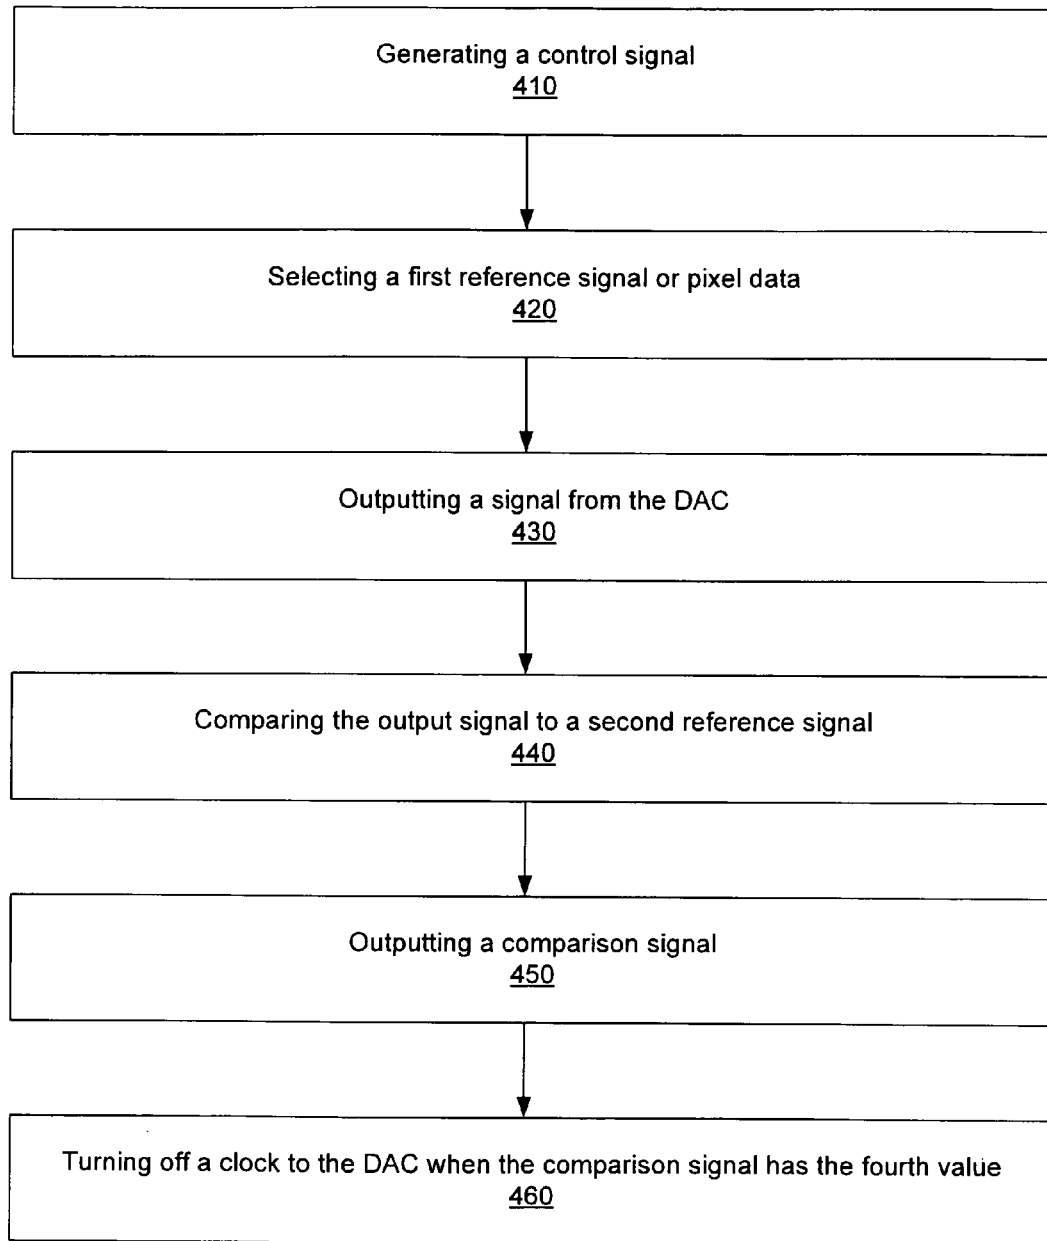 Generating a control signal
410
Selecting a first reference signal or pixel data
420
Outputting a signal from the DAC
430
Comparing the output signal to a second reference signal
440
Outputting a comparison signal
450
Turning off a clock to the DAC when the comparison signal has the fourth value
460